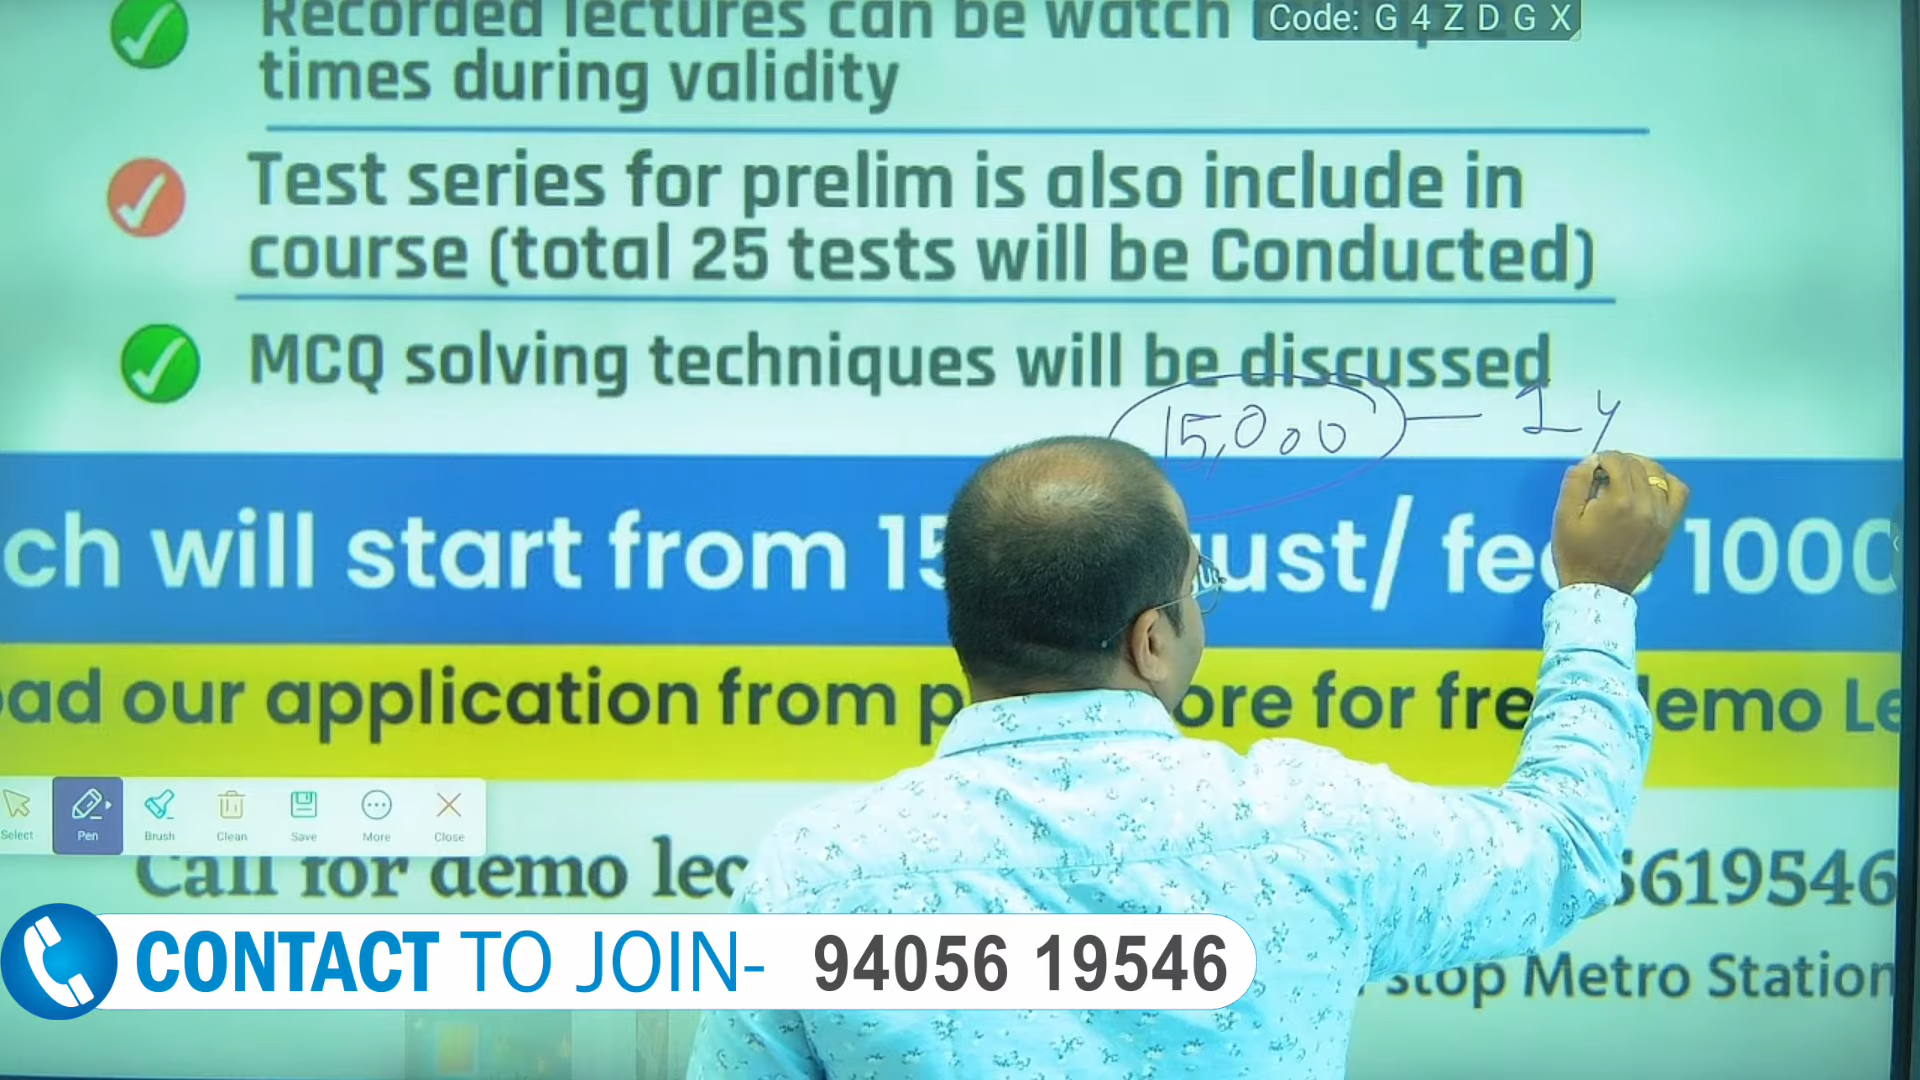 Recorded lectures can be watch
Code: G 4 Z D G X
times during validity
Test series for prelim is also include in
course (total 25 tests will be Conducted)
MCQ solving techniques will be discussed
15,000 — 1 y
ch will start from 15 ust/ fe 1000
ad our application from p ore for fre demo Le
Select Pen Brush Clean Save More Close
Call for demo lec 5619546
CONTACT TO JOIN- 94056 19546
stop Metro Station